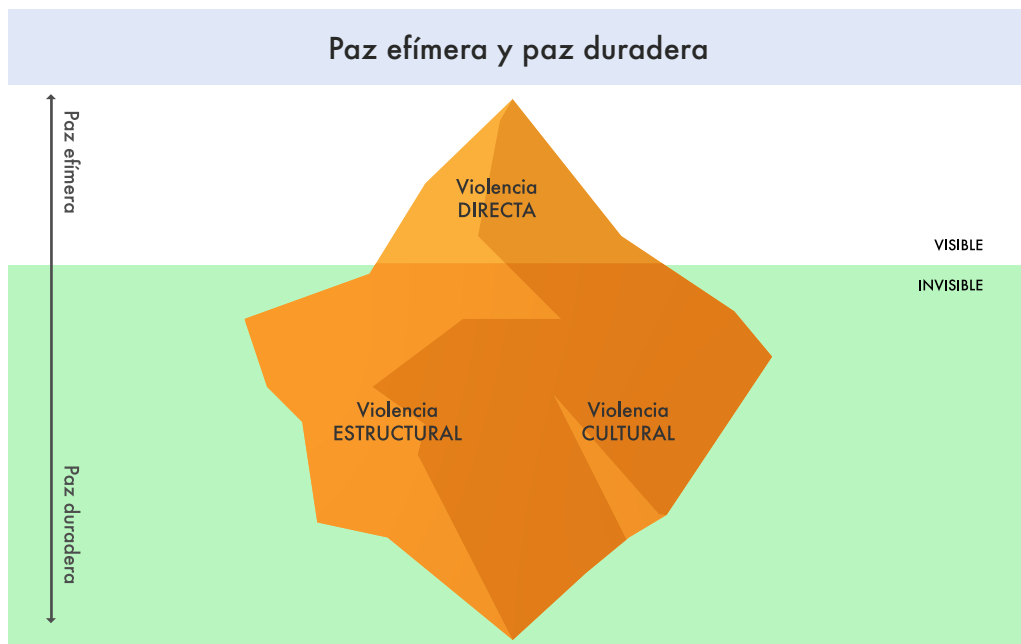 Paz efímera y paz duradera
Paz efímera
Violencia
DIRECTA
VISIBLE
INVISIBLE
Violencia
ESTRUCTURAL
Violencia
CULTURAL
Paz duradera